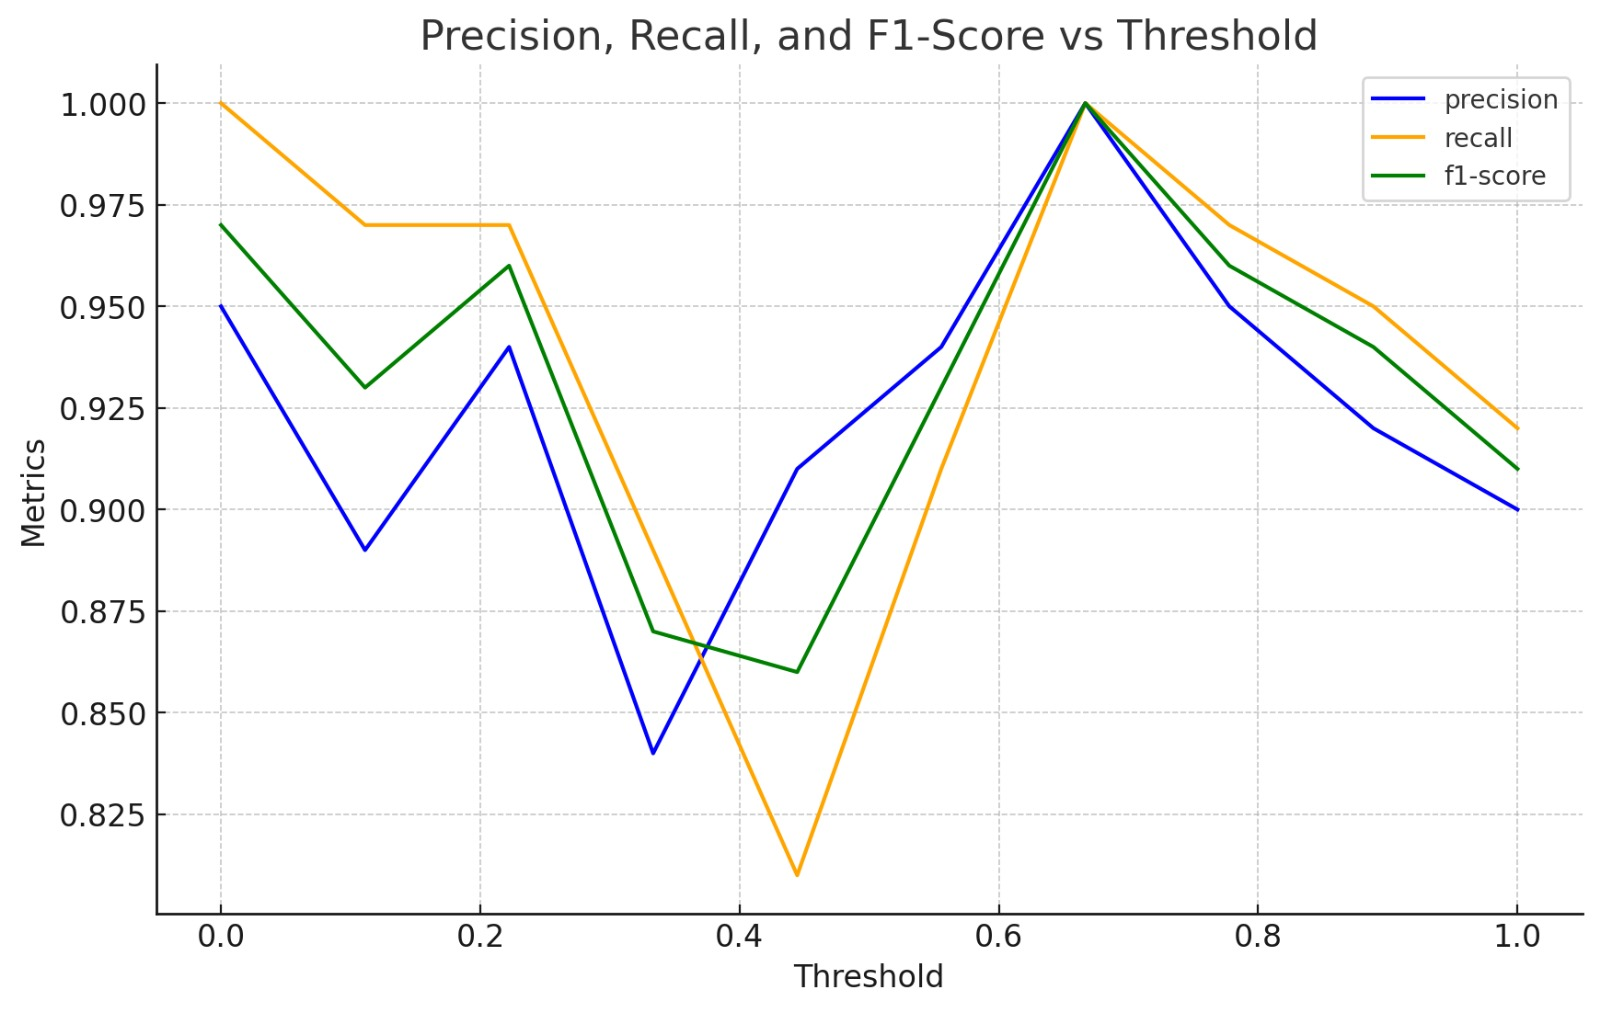 Precision, Recall, and F1-Score vs Threshold
precision
recall
f1-score
Metrics
1.000
0.975
0.950
0.925
0.900
0.875
0.850
0.825
0.0 0.2 0.4 0.6 0.8 1.0
Threshold